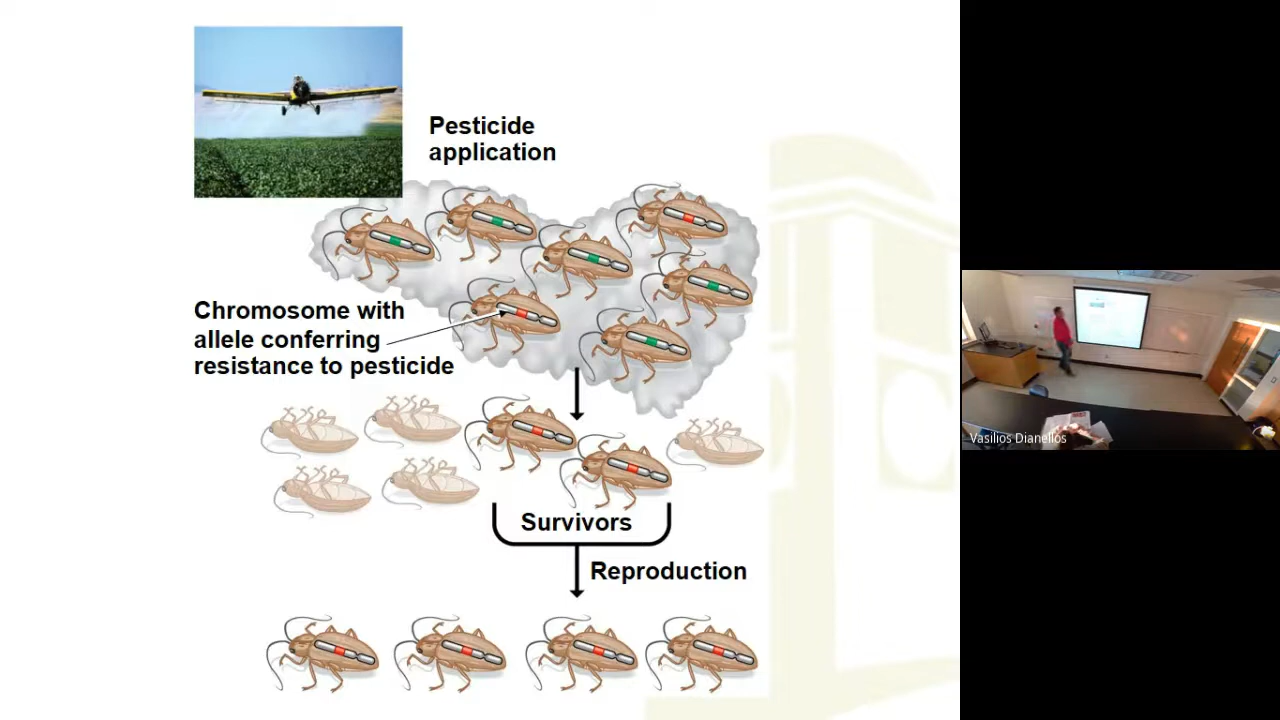 Pesticide
application
Chromosome with
allele conferring
resistance to pesticide
Survivors
Reproduction
Vasilios Dianellos